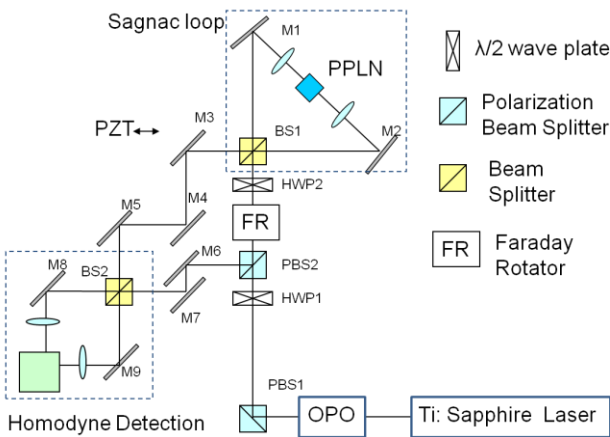 Sagnac loop
M1
PPLN
λ/2 wave plate
Polarization
Beam Splitter
M3
PZT
BS1
M2
HWP2
Beam
Splitter
M5
M4
FR
FR
Faraday
Rotator
M6
M8
BS2
PBS2
M7
HWP1
M9
PBS1
OPO
Ti: Sapphire Laser
Homodyne Detection